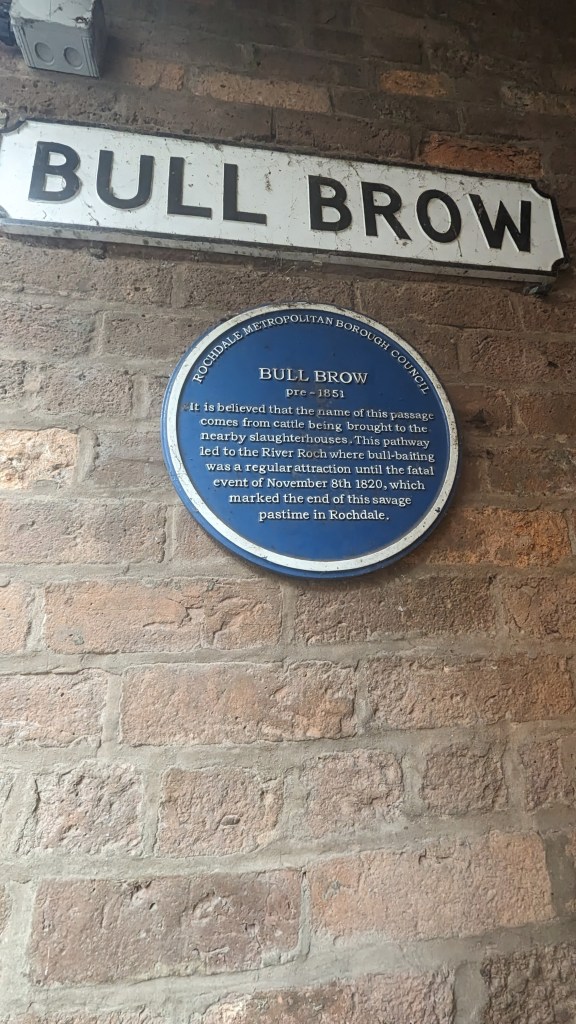 BULL BROW
ROCHDALE METROPOLITAN BOROUGH COUNCIL
BULL BROW
pre-1851
It is believed that the name of this passage
comes from cattle being brought to the
nearby slaughterhouses. This pathway
led to the River Roch where bull-baiting
was a regular attraction until the fatal
event of November 8th 1820, which
marked the end of this savage
pastime in Rochdale.